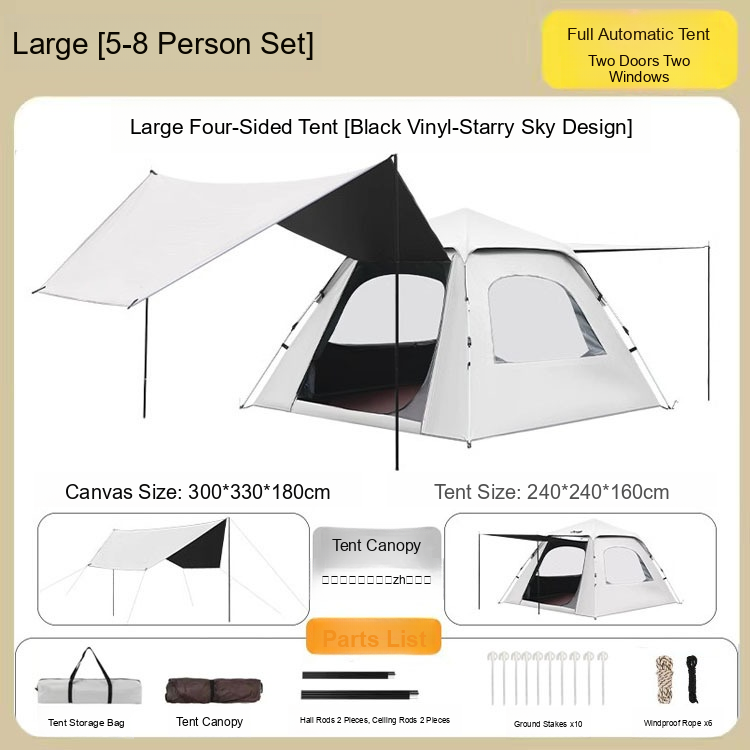 Large [5-8 Person Set]
Full Automatic Tent
Two Doors Two
Windows
Large Four-Sided Tent [Black Vinyl-Starry Sky Design]
Canvas Size: 300*330*180cm
Tent Size: 240*240*160cm
Tent Canopy
zh
Parts List
Tent Storage Bag
Tent Canopy
Hall Rods 2 Pieces, Ceiling Rods 2 Pieces
Ground Stakes x10
Windproof Rope x6